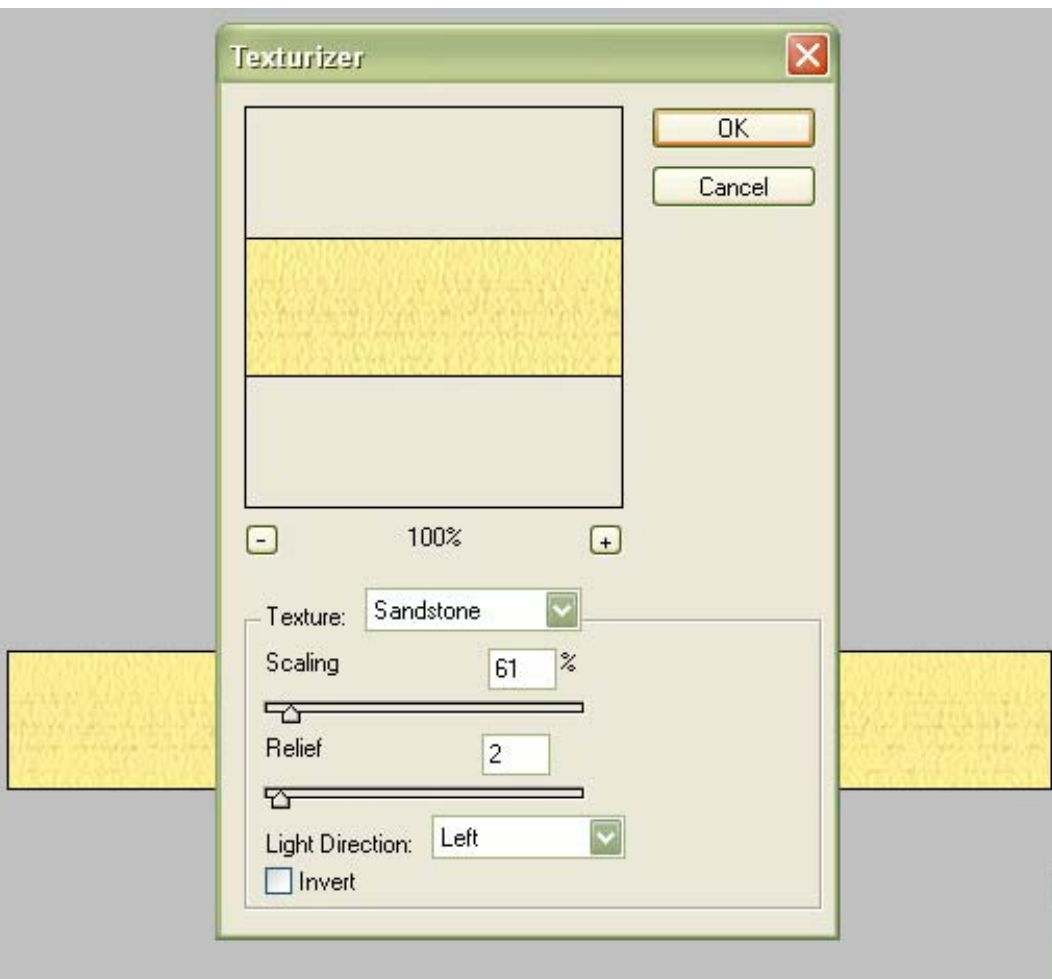 Texturizer
OK
Cancel
- 100% +
Texture: Sandstone
Scaling 61 %
Relief 2
Light Direction: Left
Invert